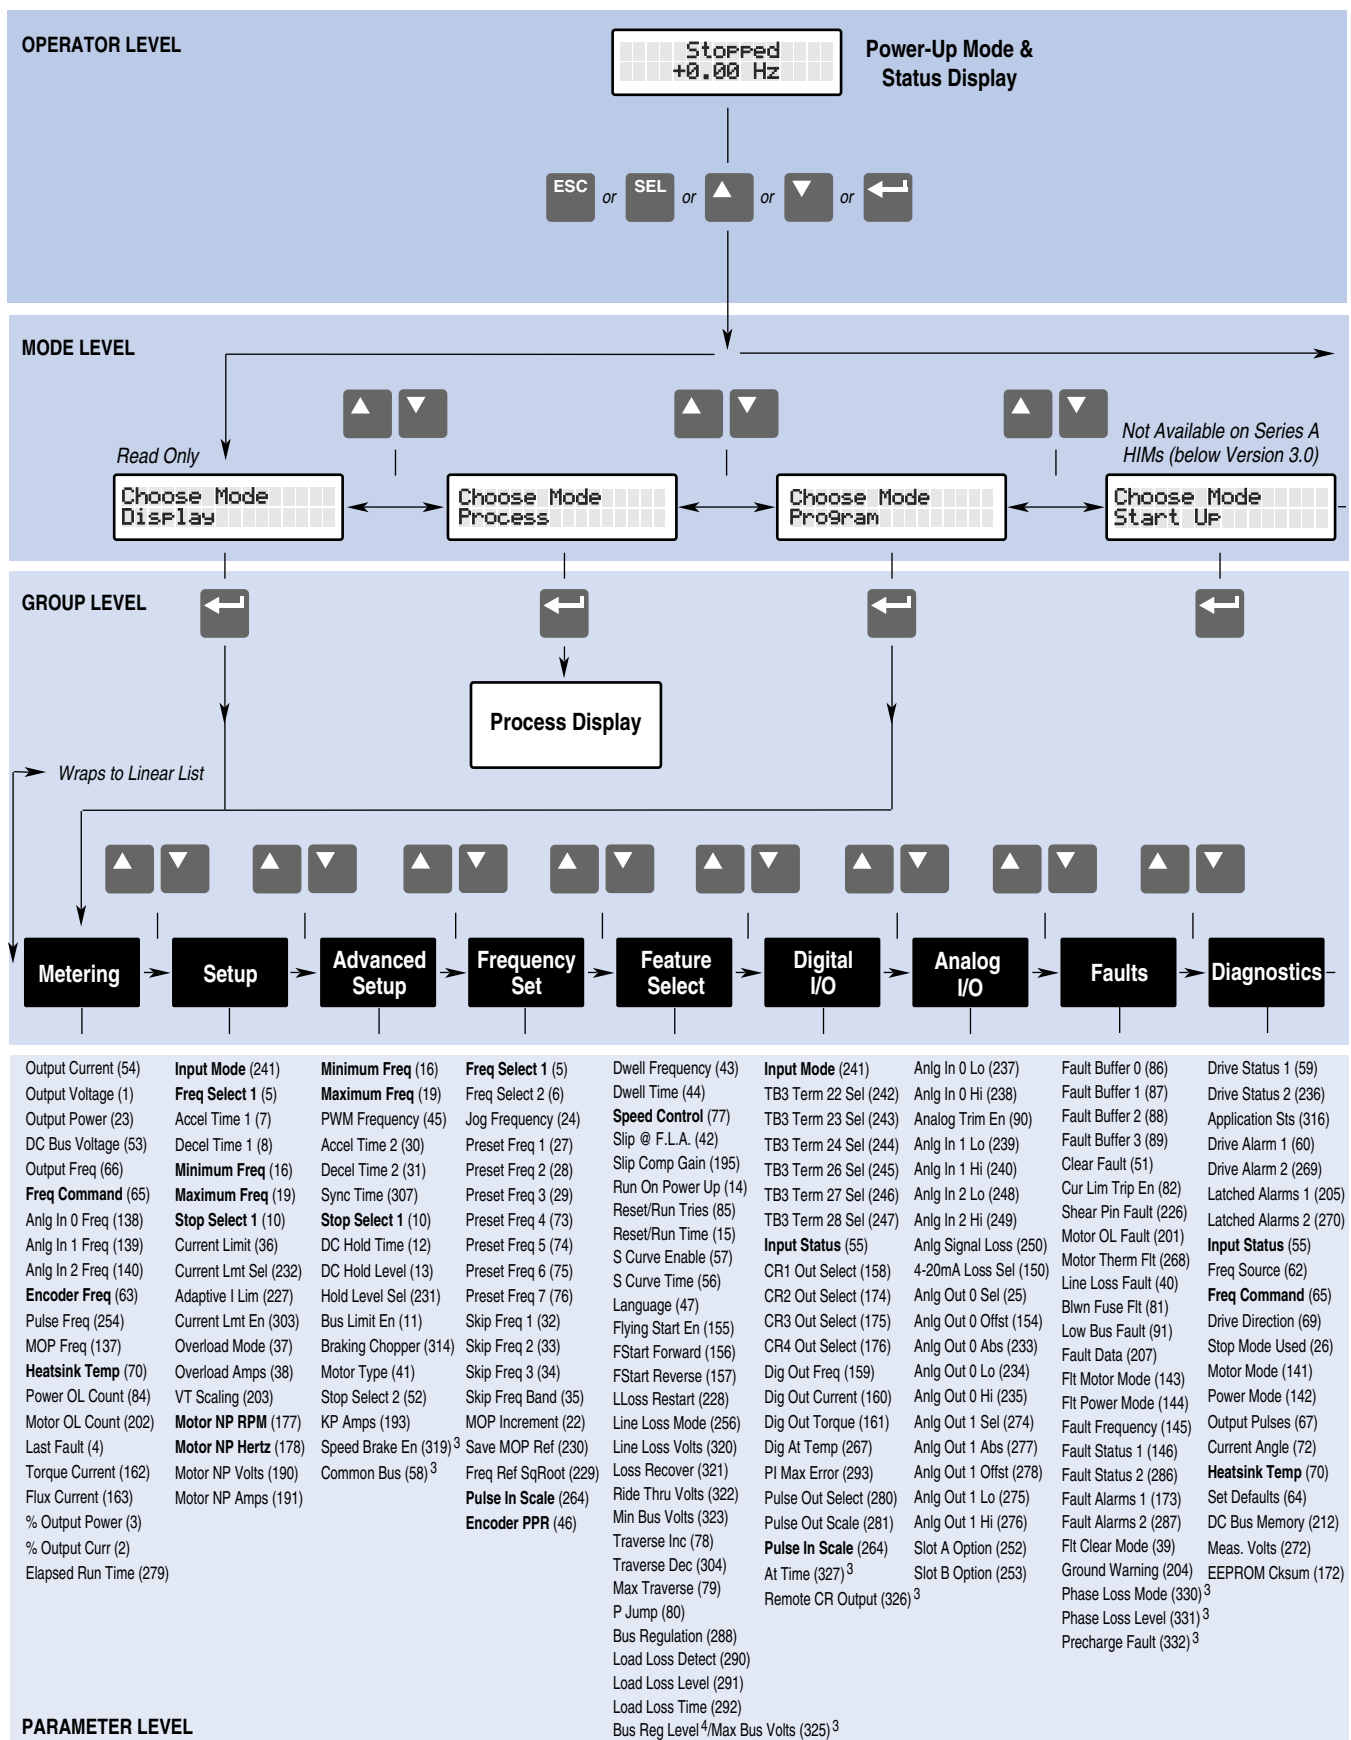 OPERATOR LEVEL
Stopped
+0.00 Hz
Power-Up Mode &
Status Display
ESC or SEL or or or
MODE LEVEL
Read Only
Not Available on Series A
HIMs (below Version 3.0)
Choose Mode
Display
Choose Mode
Process
Choose Mode
Program
Choose Mode
Start Up
GROUP LEVEL
Process Display
Wraps to Linear List
Metering
Setup
Advanced
Setup
Frequency
Set
Feature
Select
Digital
I/O
Analog
I/O
Faults
Diagnostics
Output Current (54)
Output Voltage (1)
Output Power (23)
DC Bus Voltage (53)
Output Freq (66)
Freq Command (65)
Anlg In 0 Freq (138)
Anlg In 1 Freq (139)
Anlg In 2 Freq (140)
Encoder Freq (63)
Pulse Freq (254)
MOP Freq (137)
Heatsink Temp (70)
Power OL Count (84)
Motor OL Count (202)
Last Fault (4)
Torque Current (162)
Flux Current (163)
% Output Power (3)
% Output Curr (2)
Elapsed Run Time (279)
Input Mode (241)
Freq Select 1 (5)
Accel Time 1 (7)
Decel Time 1 (8)
Minimum Freq (16)
Maximum Freq (19)
Stop Select 1 (10)
Current Limit (36)
Current Lmt Sel (232)
Adaptive I Lim (227)
Current Lmt En (303)
Overload Mode (37)
Overload Amps (38)
VT Scaling (203)
Motor NP RPM (177)
Motor NP Hertz (178)
Motor NP Volts (190)
Motor NP Amps (191)
Minimum Freq (16)
Maximum Freq (19)
PWM Frequency (45)
Accel Time 2 (30)
Decel Time 2 (31)
Sync Time (307)
Stop Select 1 (10)
DC Hold Time (12)
DC Hold Level (13)
Hold Level Sel (231)
Bus Limit En (11)
Braking Chopper (314)
Motor Type (41)
Stop Select 2 (52)
KP Amps (193)
Speed Brake En (319) 3
Common Bus (58) 3
Freq Select 1 (5)
Freq Select 2 (6)
Jog Frequency (24)
Preset Freq 1 (27)
Preset Freq 2 (28)
Preset Freq 3 (29)
Preset Freq 4 (73)
Preset Freq 5 (74)
Preset Freq 6 (75)
Preset Freq 7 (76)
Skip Freq 1 (32)
Skip Freq 2 (33)
Skip Freq 3 (34)
Skip Freq Band (35)
MOP Increment (22)
Save MOP Ref (230)
Freq Ref SqRoot (229)
Pulse In Scale (264)
Encoder PPR (46)
Dwell Frequency (43)
Dwell Time (44)
Speed Control (77)
Slip @ F.L.A. (42)
Slip Comp Gain (195)
Run On Power Up (14)
Reset/Run Tries (85)
Reset/Run Time (15)
S Curve Enable (57)
S Curve Time (56)
Language (47)
Flying Start En (155)
FStart Forward (156)
FStart Reverse (157)
LLoss Restart (228)
Line Loss Mode (256)
Line Loss Volts (320)
Loss Recover (321)
Ride Thru Volts (322)
Min Bus Volts (323)
Traverse Inc (78)
Traverse Dec (304)
Max Traverse (79)
P Jump (80)
Bus Regulation (288)
Load Loss Detect (290)
Load Loss Level (291)
Load Loss Time (292)
Bus Reg Level 4/Max Bus Volts (325) 3
Input Mode (241)
TB3 Term 22 Sel (242)
TB3 Term 23 Sel (243)
TB3 Term 24 Sel (244)
TB3 Term 26 Sel (245)
TB3 Term 27 Sel (246)
TB3 Term 28 Sel (247)
Input Status (55)
CR1 Out Select (158)
CR2 Out Select (174)
CR3 Out Select (175)
CR4 Out Select (176)
Dig Out Freq (159)
Dig Out Current (160)
Dig Out Torque (161)
Dig At Temp (267)
PI Max Error (293)
Pulse Out Select (280)
Pulse Out Scale (281)
Pulse In Scale (264)
At Time (327) 3
Remote CR Output (326) 3
Anlg In 0 Lo (237)
Anlg In 0 Hi (238)
Analog Trim En (90)
Anlg In 1 Lo (239)
Anlg In 1 Hi (240)
Anlg In 2 Lo (248)
Anlg In 2 Hi (249)
Anlg Signal Loss (250)
4-20mA Loss Sel (150)
Anlg Out 0 Sel (25)
Anlg Out 0 Offst (154)
Anlg Out 0 Abs (233)
Anlg Out 0 Lo (234)
Anlg Out 0 Hi (235)
Anlg Out 1 Sel (274)
Anlg Out 1 Abs (277)
Anlg Out 1 Offst (278)
Anlg Out 1 Lo (275)
Anlg Out 1 Hi (276)
Slot A Option (252)
Slot B Option (253)
Fault Buffer 0 (86)
Fault Buffer 1 (87)
Fault Buffer 2 (88)
Fault Buffer 3 (89)
Clear Fault (51)
Cur Lim Trip En (82)
Shear Pin Fault (226)
Motor OL Fault (201)
Motor Therm Flt (268)
Line Loss Fault (40)
Blwn Fuse Flt (81)
Low Bus Fault (91)
Fault Data (207)
Flt Motor Mode (143)
Flt Power Mode (144)
Fault Frequency (145)
Fault Status 1 (146)
Fault Status 2 (286)
Fault Alarms 1 (173)
Fault Alarms 2 (287)
Flt Clear Mode (39)
Ground Warning (204)
Phase Loss Mode (330) 3
Phase Loss Level (331) 3
Precharge Fault (332) 3
Drive Status 1 (59)
Drive Status 2 (236)
Application Sts (316)
Drive Alarm 1 (60)
Drive Alarm 2 (269)
Latched Alarms 1 (205)
Latched Alarms 2 (270)
Input Status (55)
Freq Source (62)
Freq Command (65)
Drive Direction (69)
Stop Mode Used (26)
Motor Mode (141)
Power Mode (142)
Output Pulses (67)
Current Angle (72)
Heatsink Temp (70)
Set Defaults (64)
DC Bus Memory (212)
Meas. Volts (272)
EEPROM Cksum (172)
PARAMETER LEVEL